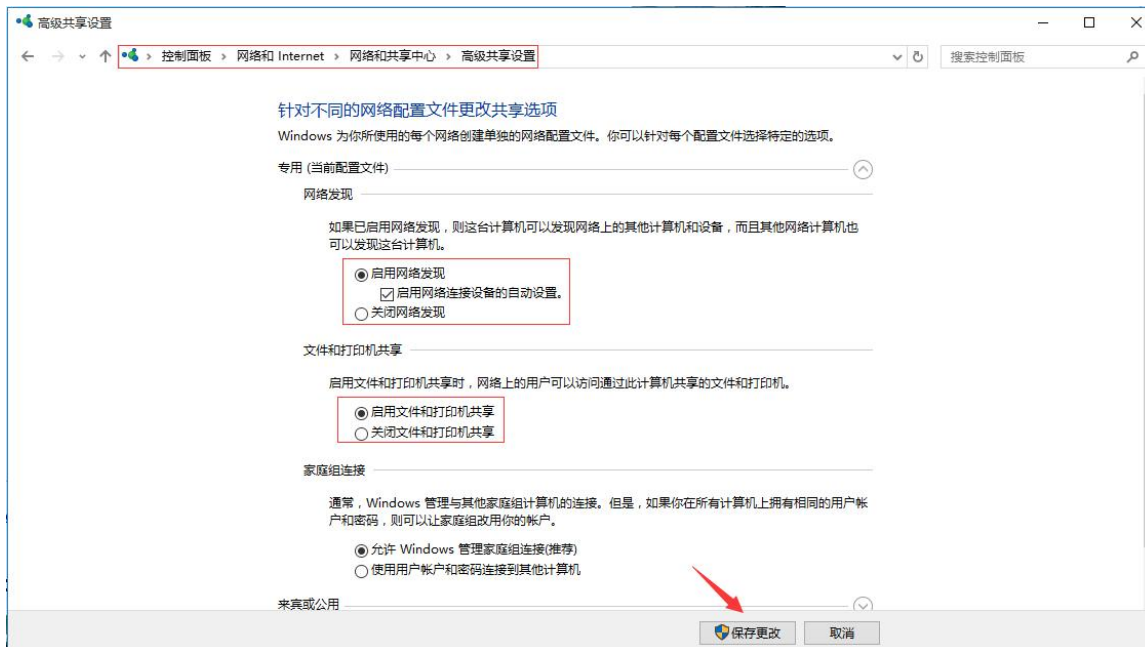 高级共享设置
控制面板 › 网络和 Internet › 网络和共享中心 › 高级共享设置
搜索控制面板
针对不同的网络配置文件更改共享选项
Windows 为你所使用的每个网络创建单独的网络配置文件。你可以针对每个配置文件选择特定的选项。
专用 (当前配置文件)
网络发现
如果已启用网络发现，则这台计算机可以发现网络上的其他计算机和设备，而且其他网络计算机也
可以发现这台计算机。
启用网络发现
启用网络连接设备的自动设置。
关闭网络发现
文件和打印机共享
启用文件和打印机共享时，网络上的用户可以访问通过此计算机共享的文件和打印机。
启用文件和打印机共享
关闭文件和打印机共享
家庭组连接
通常，Windows 管理与其他家庭组计算机的连接。但是，如果你在所有计算机上拥有相同的用户帐
户和密码，则可以让家庭组改用你的帐户。
允许 Windows 管理家庭组连接(推荐)
使用用户帐户和密码连接到其他计算机
来宾或公用
保存更改
取消